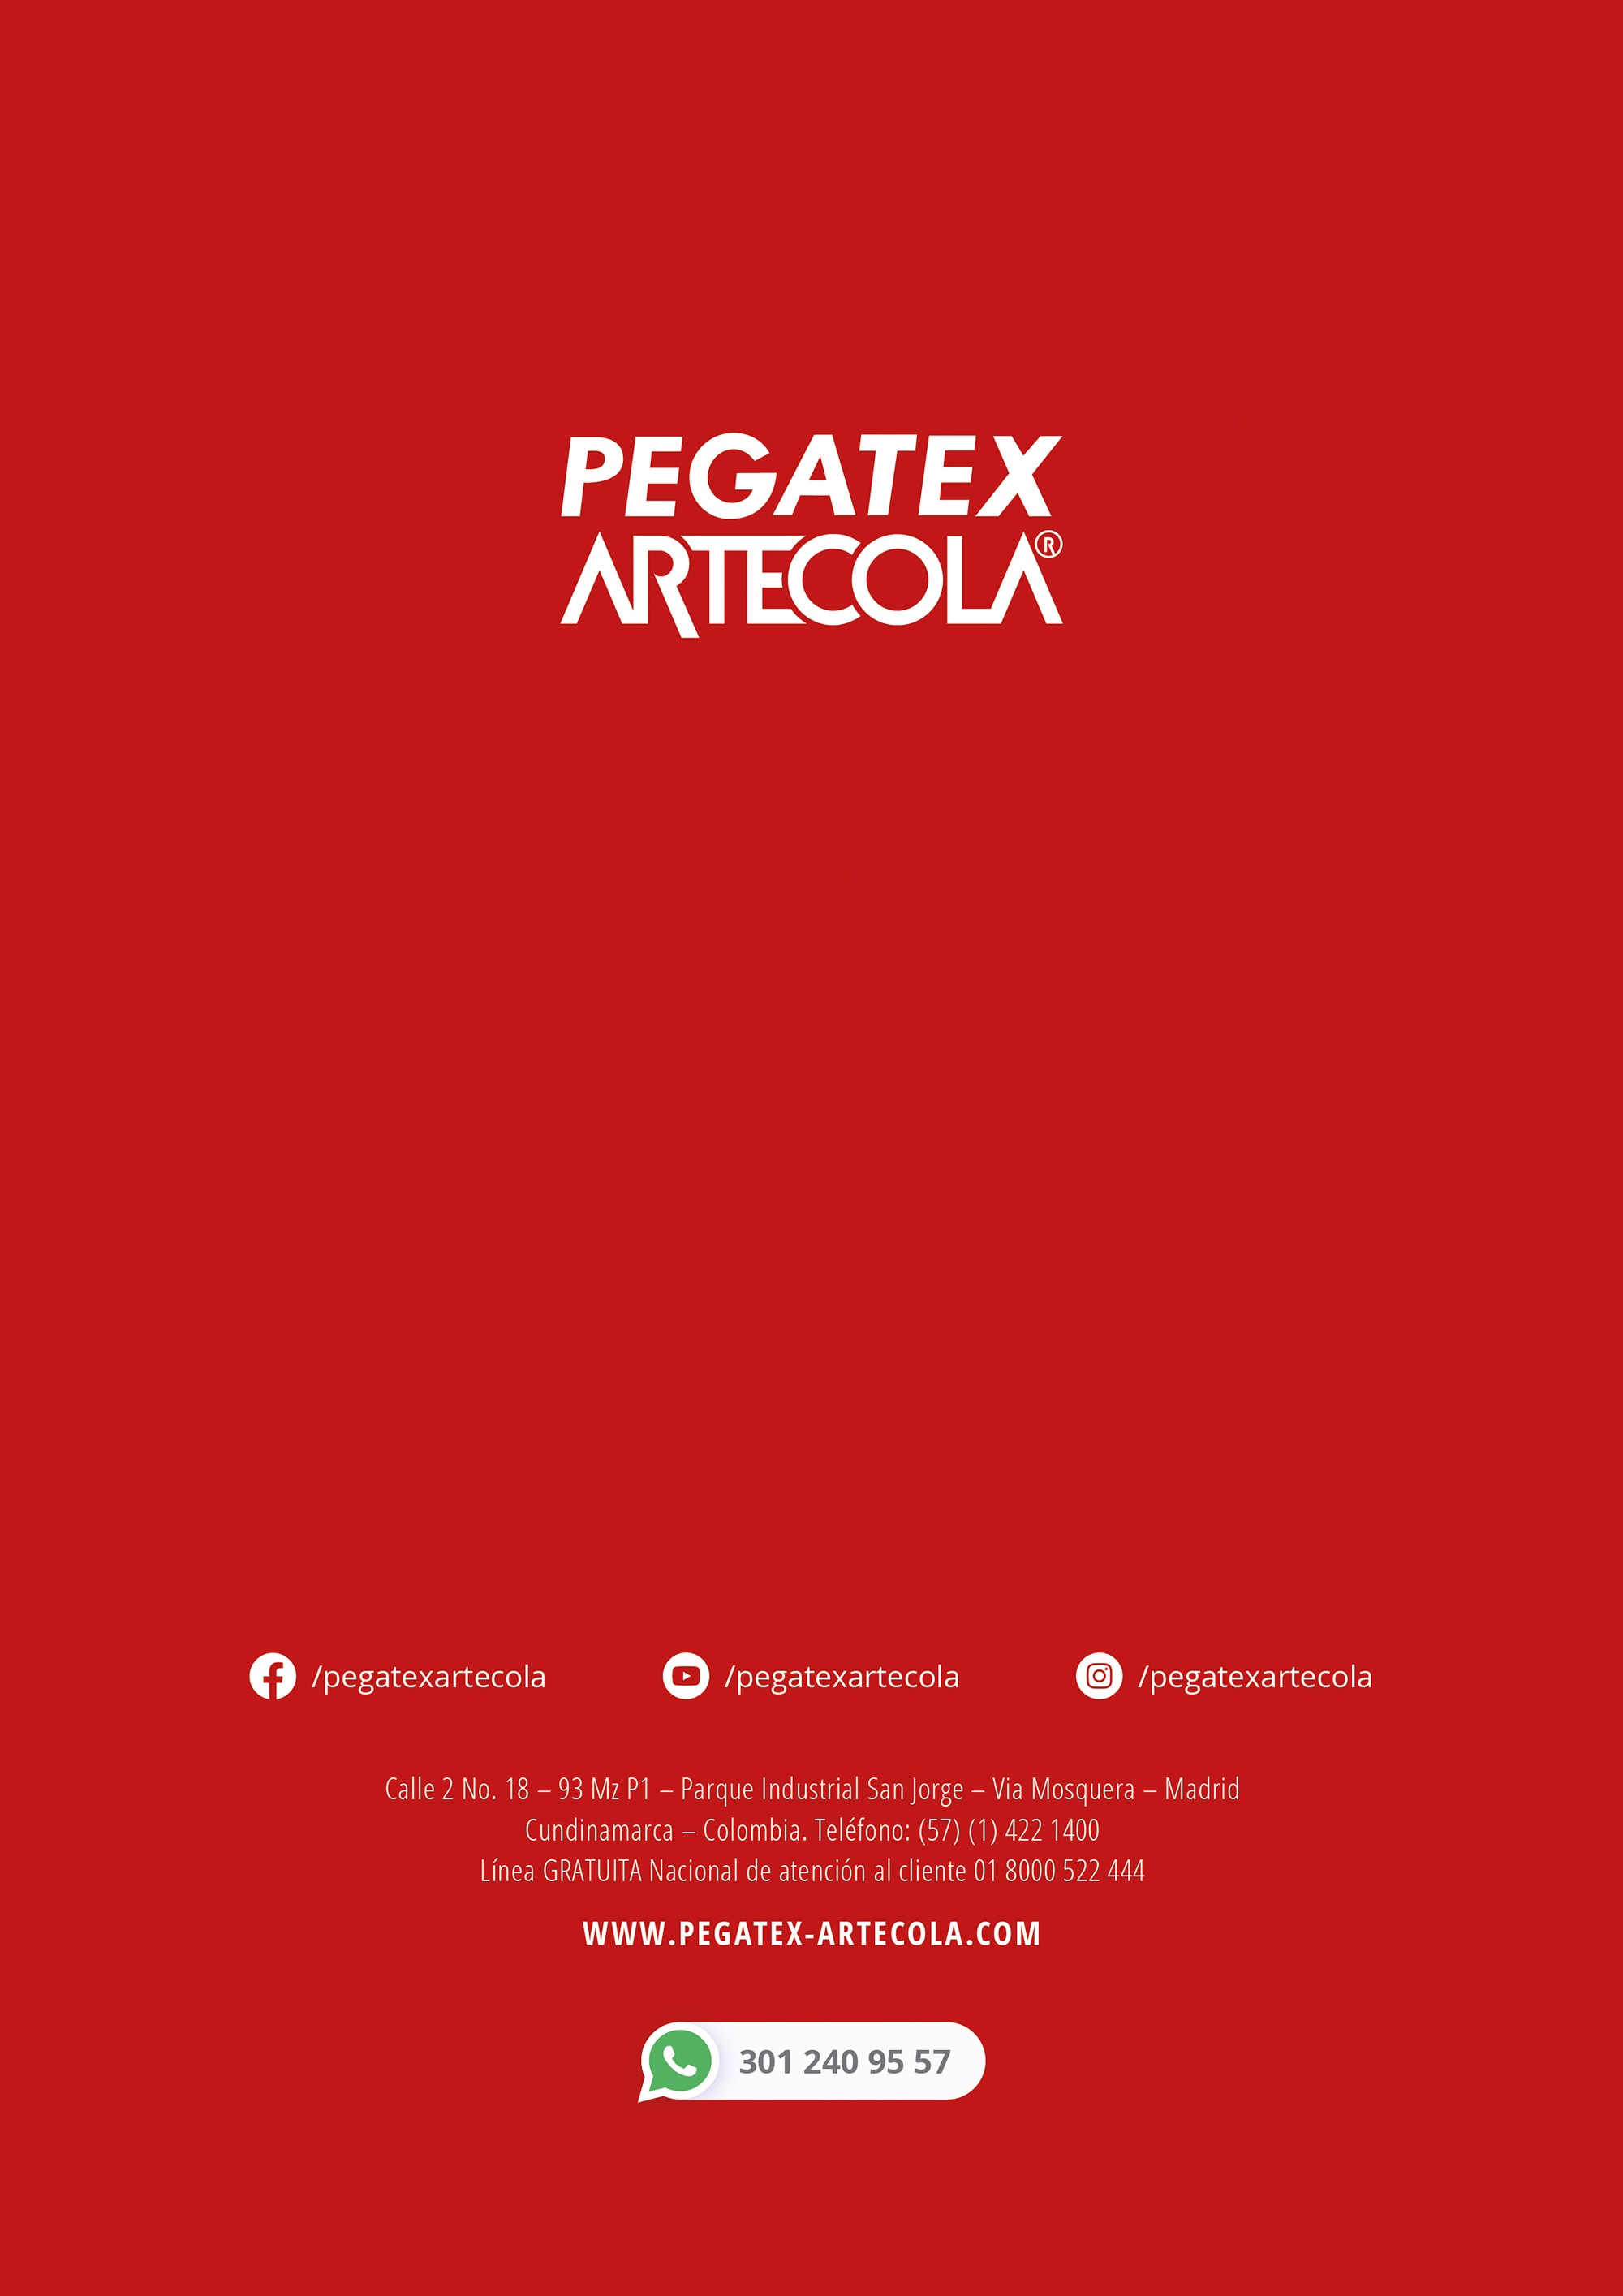 PEGATEX
ARTECOLA®
/pegatexartecola
/pegatexartecola
/pegatexartecola
Calle 2 No. 18 – 93 Mz P1 – Parque Industrial San Jorge – Via Mosquera – Madrid
Cundinamarca – Colombia. Teléfono: (57) (1) 422 1400
Línea GRATUITA Nacional de atención al cliente 01 8000 522 444
WWW.PEGATEX-ARTECOLA.COM
301 240 95 57